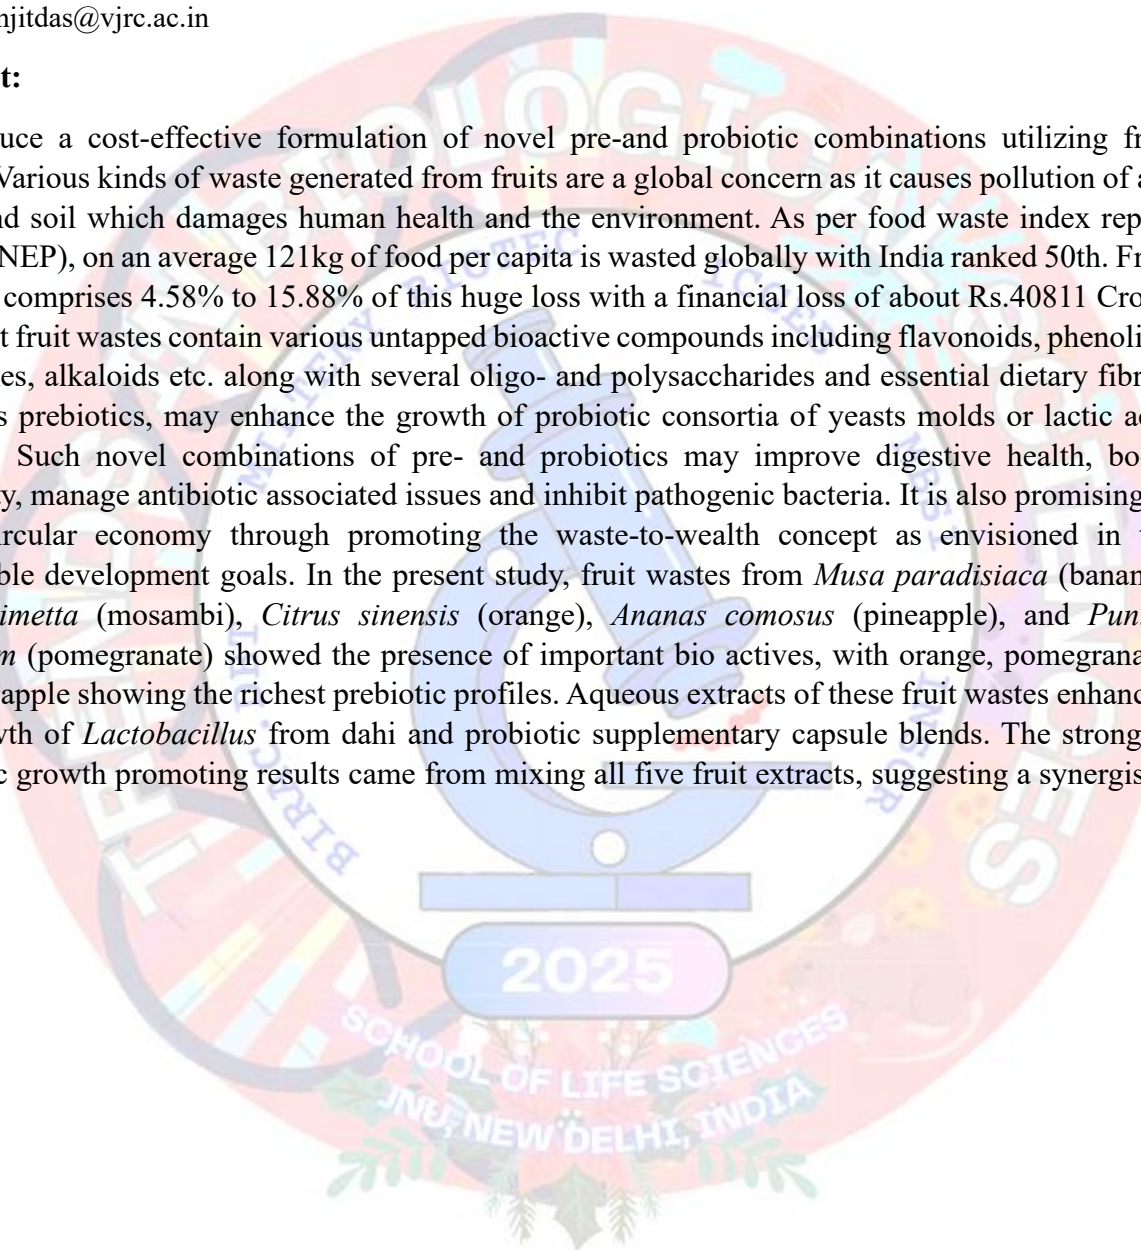 njitdas@vjrc.ac.in
t:
uce a cost-effective formulation of novel pre-and probiotic combinations utilizing fr
Various kinds of waste generated from fruits are a global concern as it causes pollution of a
nd soil which damages human health and the environment. As per food waste index rep
NEP), on an average 121kg of food per capita is wasted globally with India ranked 50th. Fr
comprises 4.58% to 15.88% of this huge loss with a financial loss of about Rs.40811 Cro
t fruit wastes contain various untapped bioactive compounds including flavonoids, phenoli
es, alkaloids etc. along with several oligo- and polysaccharides and essential dietary fibr
s prebiotics, may enhance the growth of probiotic consortia of yeasts molds or lactic a
Such novel combinations of pre- and probiotics may improve digestive health, bo
ty, manage antibiotic associated issues and inhibit pathogenic bacteria. It is also promising
ircular economy through promoting the waste-to-wealth concept as envisioned in
ble development goals. In the present study, fruit wastes from Musa paradisiaca (banan
imetta (mosambi), Citrus sinensis (orange), Ananas comosus (pineapple), and Pun
m (pomegranate) showed the presence of important bio actives, with orange, pomegrana
apple showing the richest prebiotic profiles. Aqueous extracts of these fruit wastes enhanc
vth of Lactobacillus from dahi and probiotic supplementary capsule blends. The strong
c growth promoting results came from mixing all five fruit extracts, suggesting a synergis
TRENDS IN ETOLOGICAN SCIENCES
2025
SCHOOL OF LIFE SCIENCES
JNU, NEW DELHI, INDIA